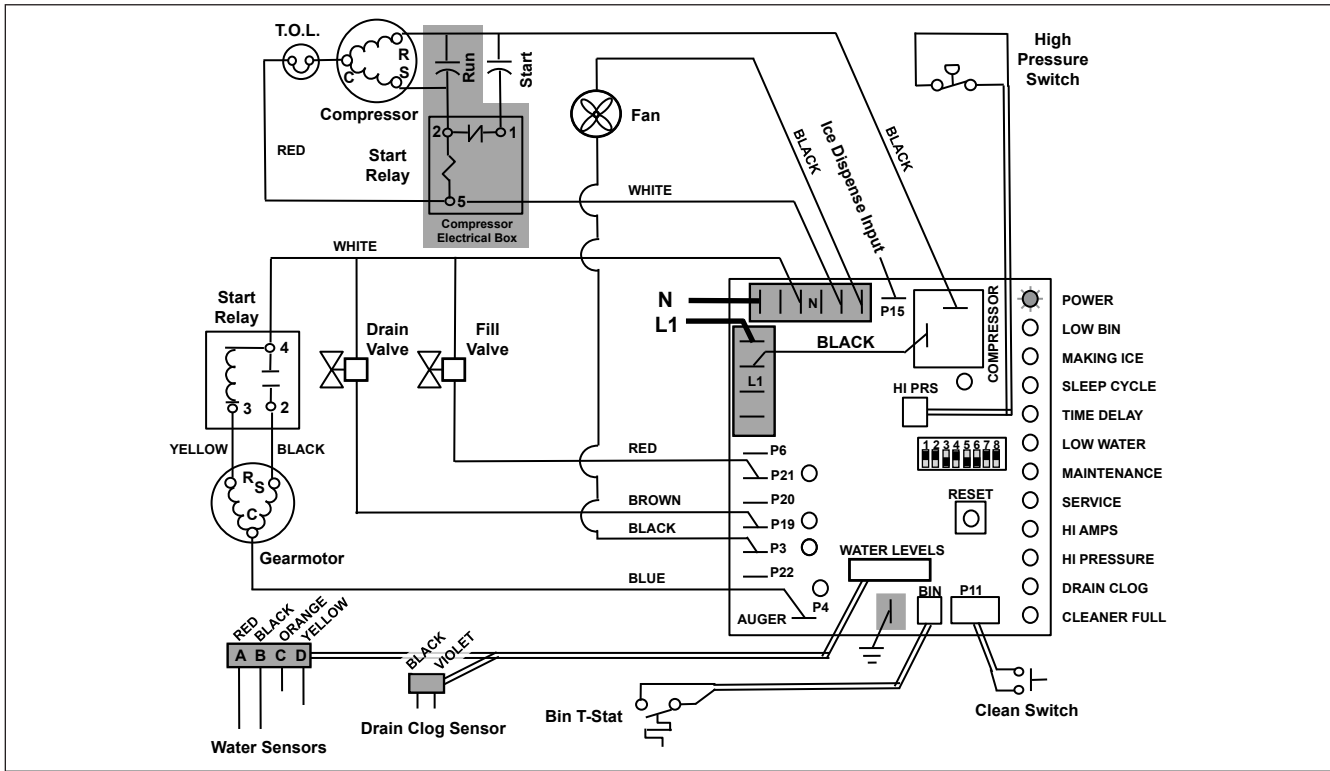 T.O.L.
R
S
C
Compressor
Run
Start
RED
Start
Relay
2
1
5
Compressor
Electrical Box
WHITE
Fan
BLACK
Ice Dispense Input
BLACK
High
Pressure
Switch
WHITE
Start
Relay
4
3
2
YELLOW
BLACK
R
S
C
Gearmotor
Drain
Valve
Fill
Valve
N
L1
N
L1
P15
BLACK
COMPRESSOR
HI PRS
1 2 3 4 5 6 7 8
RESET
POWER
LOW BIN
MAKING ICE
SLEEP CYCLE
TIME DELAY
LOW WATER
MAINTENANCE
SERVICE
HI AMPS
HI PRESSURE
DRAIN CLOG
CLEANER FULL
RED
BROWN
BLACK
BLUE
P6
P21
P20
P19
P3
P22
P4
AUGER
WATER LEVELS
BIN
P11
RED
BLACK
ORANGE
YELLOW
A B C D
Water Sensors
BLACK
VIOLET
Drain Clog Sensor
Bin T-Stat
Clean Switch